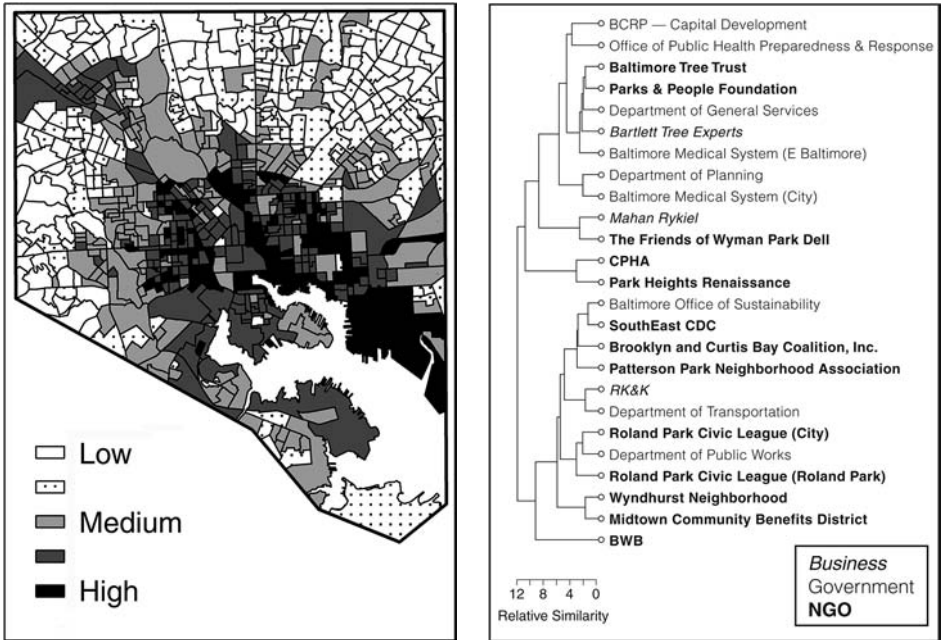 Low
Medium
High
BCRP — Capital Development
Office of Public Health Preparedness & Response
Baltimore Tree Trust
Parks & People Foundation
Department of General Services
Bartlett Tree Experts
Baltimore Medical System (E Baltimore)
Department of Planning
Baltimore Medical System (City)
Mahan Rykiel
The Friends of Wyman Park Dell
CPHA
Park Heights Renaissance
Baltimore Office of Sustainability
SouthEast CDC
Brooklyn and Curtis Bay Coalition, Inc.
Patterson Park Neighborhood Association
RK&K
Department of Transportation
Roland Park Civic League (City)
Department of Public Works
Roland Park Civic League (Roland Park)
Wyndhurst Neighborhood
Midtown Community Benefits District
BWB
12 8 4 0
Relative Similarity
Business
Government
NGO